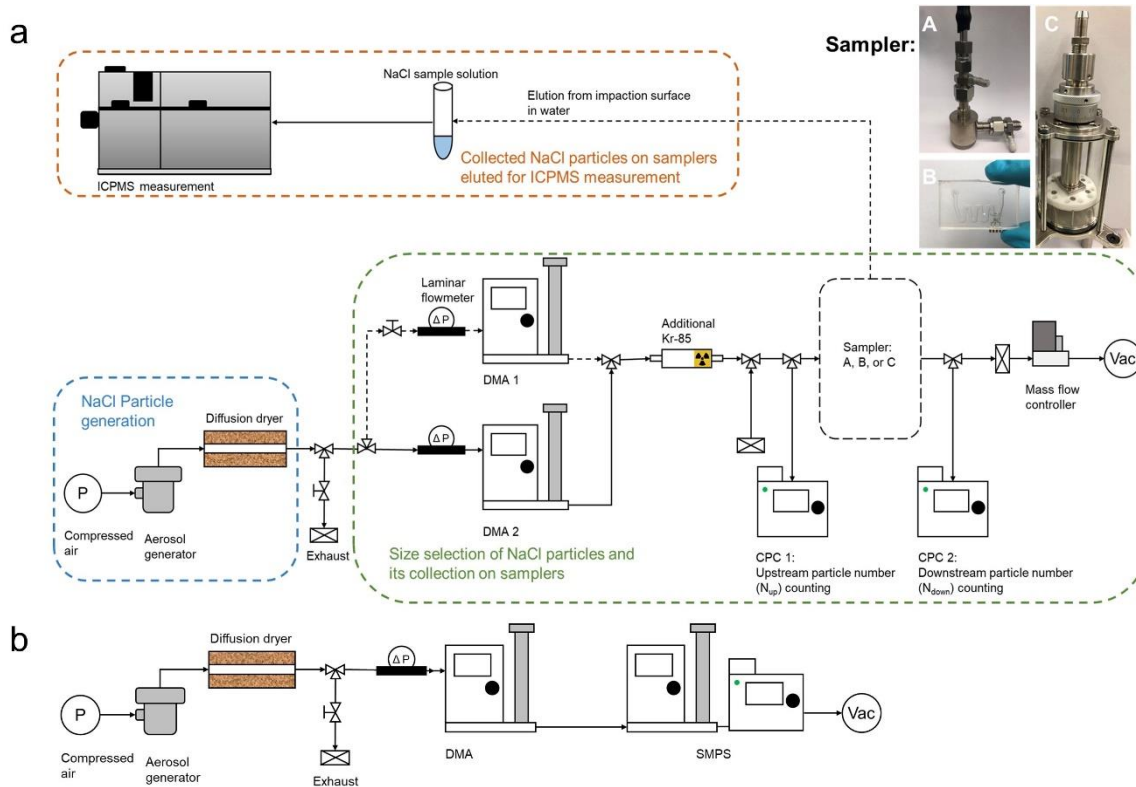 a
Sampler:
A
B
C
NaCl sample solution
Elution from impaction surface
in water
ICPMS measurement
Collected NaCl particles on samplers
eluted for ICPMS measurement
Laminar
flowmeter
Δ P
DMA 1
Additional
Kr-85
Sampler:
A, B, or C
Mass flow
controller
Vac
NaCl Particle
generation
Diffusion dryer
P
Compressed
air
Aerosol
generator
Exhaust
Δ P
DMA 2
Size selection of NaCl particles and
its collection on samplers
CPC 1:
Upstream particle number
(Nup) counting
CPC 2:
Downstream particle number
(Ndown) counting
b
Diffusion dryer
P
Compressed
air
Aerosol
generator
Exhaust
Δ P
DMA
SMPS
Vac